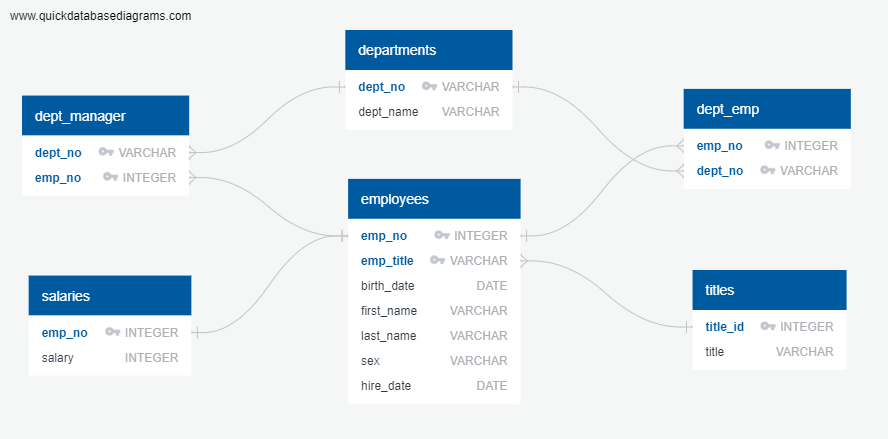 www.quickdatabasediagrams.com
departments
dept_no VARCHAR
dept_name VARCHAR
dept_manager
dept_no VARCHAR
emp_no INTEGER
dept_emp
emp_no INTEGER
dept_no VARCHAR
employees
emp_no INTEGER
emp_title VARCHAR
birth_date DATE
first_name VARCHAR
last_name VARCHAR
sex VARCHAR
hire_date DATE
salaries
emp_no INTEGER
salary INTEGER
titles
title_id INTEGER
title VARCHAR